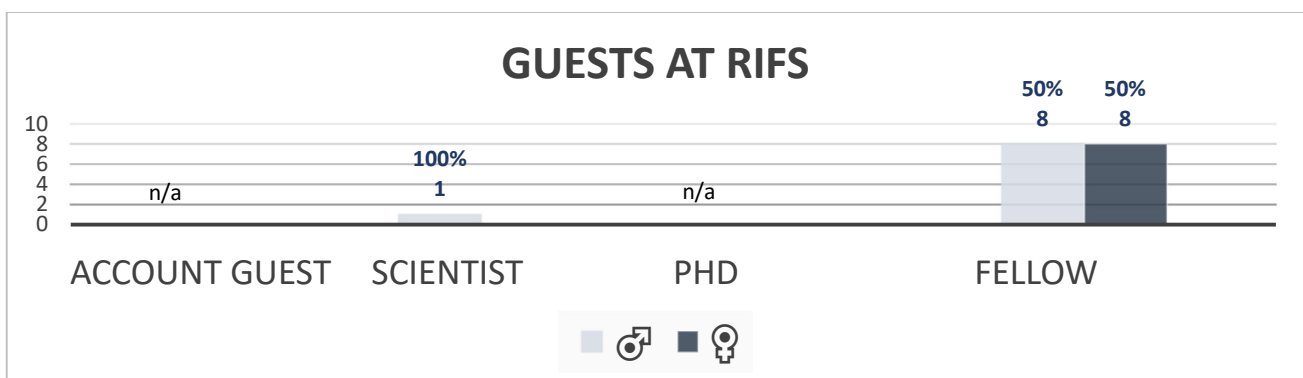 GUESTS AT RIFS
50% 50%
8 8
10
8
6
4
2
0
100%
1
n/a
n/a
ACCOUNT GUEST SCIENTIST PHD FELLOW
♂ ♀